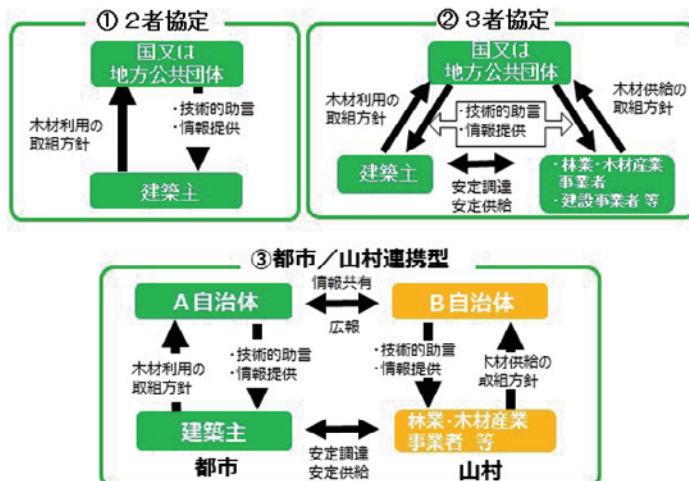 ①２者協定
国又は
地方公共団体
木材利用の
取組方針
・技術的助言
・情報提供
建築主
②３者協定
国又は
地方公共団体
木材利用の
取組方針
・技術的助言
・情報提供
木材供給の
取組方針
建築主
安定調達
安定供給
・林業・木材産業
事業者
・建設事業者 等
③都市／山村連携型
A自治体
情報共有
広報
B自治体
木材利用の
取組方針
・技術的助言
・情報提供
・技術的助言
・情報提供
木材供給の
取組方針
建築主
安定調達
安定供給
林業・木材産業
事業者 等
都市
山村